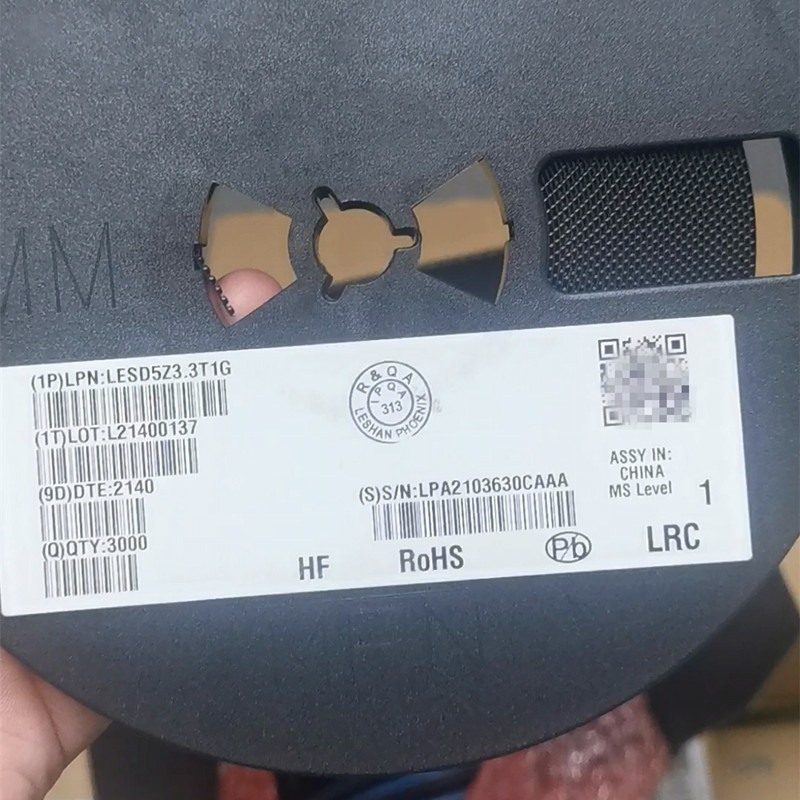 MM
(1P)LPN:LESD5Z3.3T1G
(1T)LOT:L21400137
(9D)DTE:2140
(Q)QTY:3000
R & Q A
I P Q A
313
LESHAN PHOENIX
(S)S/N:LPA2103630CAAA
ASSY IN:
CHINA
MS Level 1
HF
RoHS
Pb
LRC